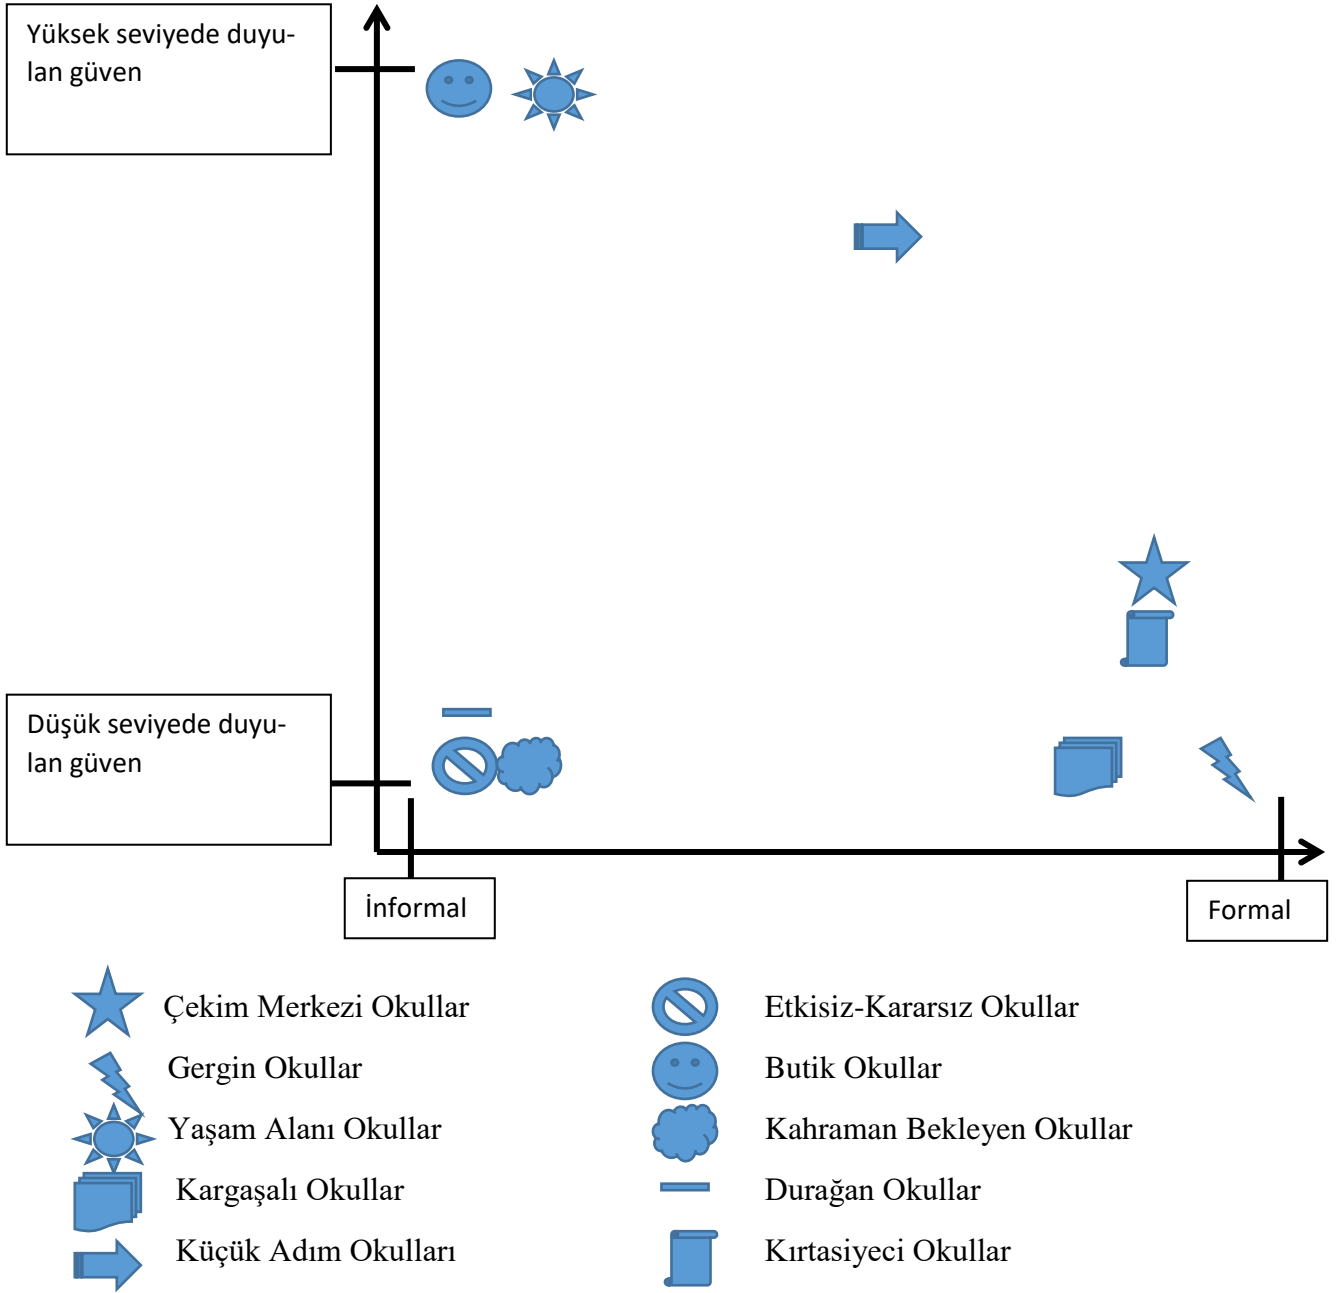 Yüksek seviyede duyu-
lan güven
Düşük seviyede duyu-
lan güven
İnformal
Formal
Çekim Merkezi Okullar
Gergin Okullar
Yaşam Alanı Okullar
Kargaşalı Okullar
Küçük Adım Okulları
Etkisiz-Kararsız Okullar
Butik Okullar
Kahraman Bekleyen Okullar
Durağan Okullar
Kırtasiyeci Okullar